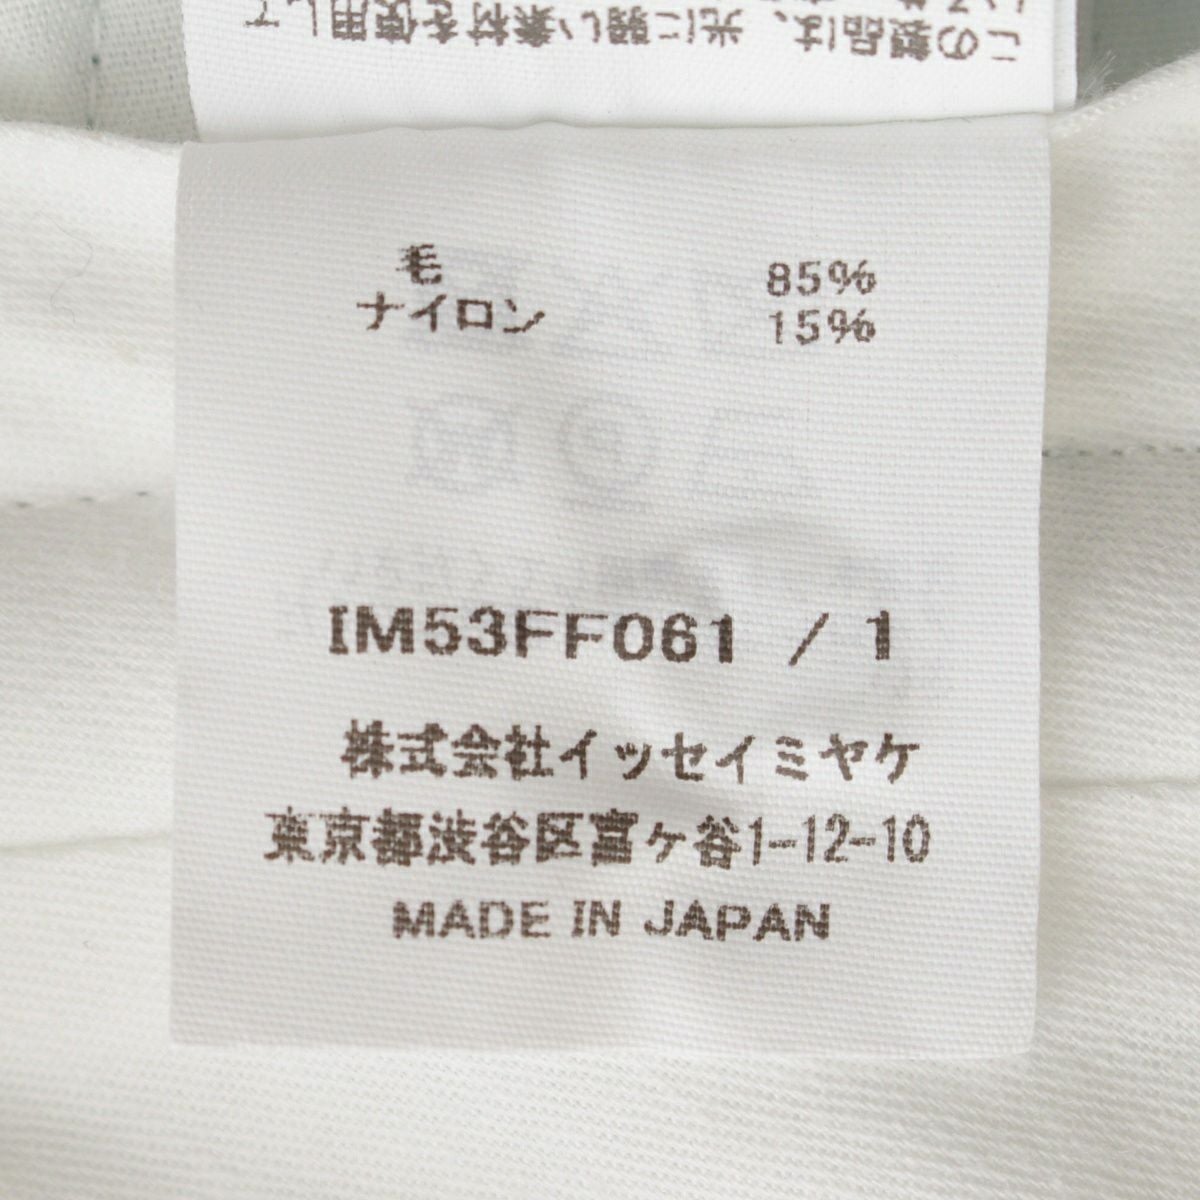 この製品は、光に弱い素材を使用して
毛 85%
ナイロン 15%
IM53FF061 / 1
株式会社イッセイミヤケ
東京都渋谷区富ヶ谷1-12-10
MADE IN JAPAN